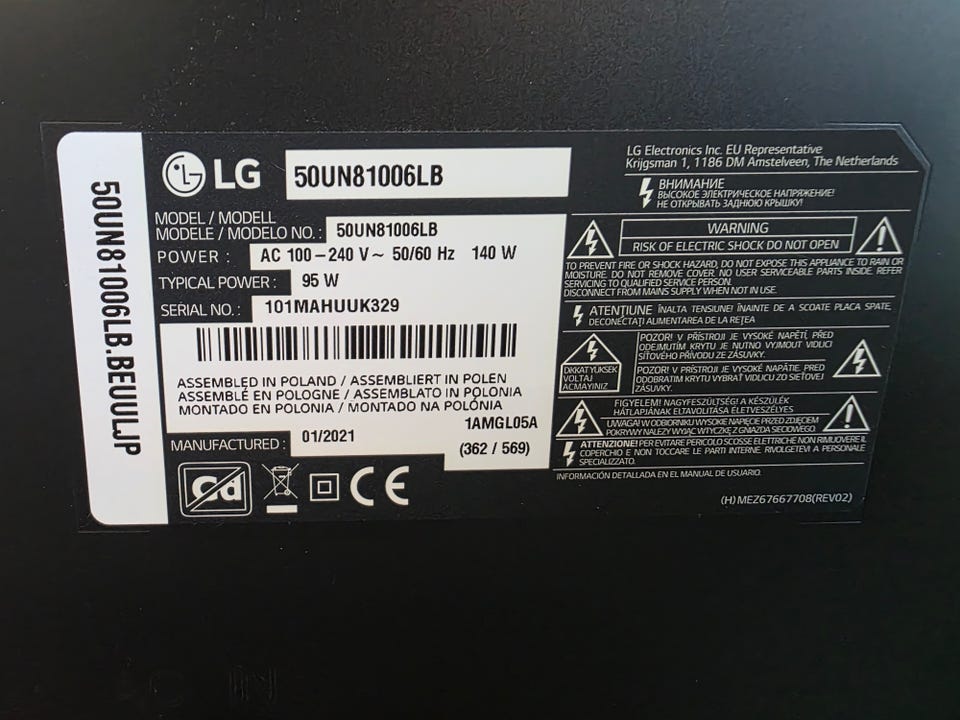 50UN81006LB.BEUUUJP
LG
50UN81006LB
MODEL / MODELL
MODELE / MODELO NO.: 50UN81006LB
POWER : AC 100 – 240 V ~ 50/60 Hz 140 W
TYPICAL POWER : 95 W
SERIAL NO. : 101MAHUUK329
ASSEMBLED IN POLAND / ASSEMBLIERT IN POLEN
ASSEMBLÉ EN POLOGNE / ASSEMBLATO IN POLONIA
MONTADO EN POLONIA / MONTADO NA POLÓNIA
1AMGL05A
MANUFACTURED : 01/2021
(362 / 569)
Cd
CE
LG Electronics Inc. EU Representative
Krijgsman 1, 1186 DM Amstelveen, The Netherlands
ВНИМАНИЕ
ВЫСОКОЕ ЭЛЕКТРИЧЕСКОЕ НАПРЯЖЕНИЕ!
НЕ ОТКРЫВАТЬ ЗАДНЮЮ КРЫШКУ!
WARNING
RISK OF ELECTRIC SHOCK DO NOT OPEN
TO PREVENT FIRE OR SHOCK HAZARD, DO NOT EXPOSE THIS APPLIANCE TO RAIN OR
MOISTURE. DO NOT REMOVE COVER. NO USER SERVICEABLE PARTS INSIDE. REFER
SERVICING TO QUALIFIED SERVICE PERSON.
DISCONNECT FROM MAINS SUPPLY WHEN NOT IN USE.
ATENȚIUNE ÎNALTA TENSIUNE! ÎNAINTE DE A SCOATE PLACA SPATE,
DECONECTAȚI ALIMENTAREA DE LA REȚEA
DIKKAT YUKSEK
VOLTAJ
ACMAYINIZ
POZOR! V PŘÍSTROJI JE VYSOKÉ NAPĚTÍ, PŘED
ODEJMUTÍM KRYTU JE NUTNO VYJMOUT VIDLICI
SÍŤOVÉHO PŘÍVODU ZE ZÁSUVKY.
POZOR! V PRÍSTROJI JE VYSOKÉ NAPÄTIE. PRED
ODOBRATIM KRYTU VYBRAŤ VIDLICU ZO SIEŤOVEJ
ZÁSUVKY.
FIGYELEM! NAGYFESZÜLTSÉG! A KÉSZÜLÉK
HÁTLAPJÁNAK ELTAVOLÍTÁSA ÉLETVESZÉLYES
UWAGA! W ODBIORNIKU WYSOKIE NAPIĘCIE PRZED ZDJĘCIEM
POKRYWY NALEŻY WYJĄĆ WTYCZKĘ Z GNIAZDA SIECIOWEGO
ATTENZIONE! PER EVITARE PERICOLO SCOSSE ELETTRICHE NON RIMUOVERE IL
COPERCHIO E NON TOCCARE LE PARTI INTERNE. RIVOLGETEVI A PERSONALE
SPECIALIZZATO.
INFORMACIÓN DETALLADA EN EL MANUAL DE USUARIO.
(H) MEZ67667708(REV02)